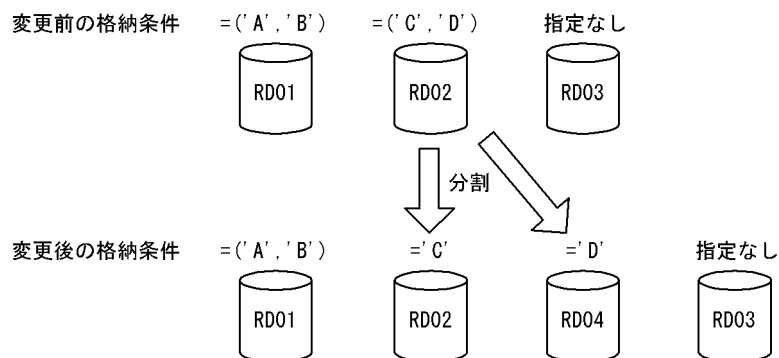 変更前の格納条件 =('A','B') =('C','D') 指定なし
RD01 RD02 RD03
分割
変更後の格納条件 =('A','B') ='C' ='D' 指定なし
RD01 RD02 RD04 RD03